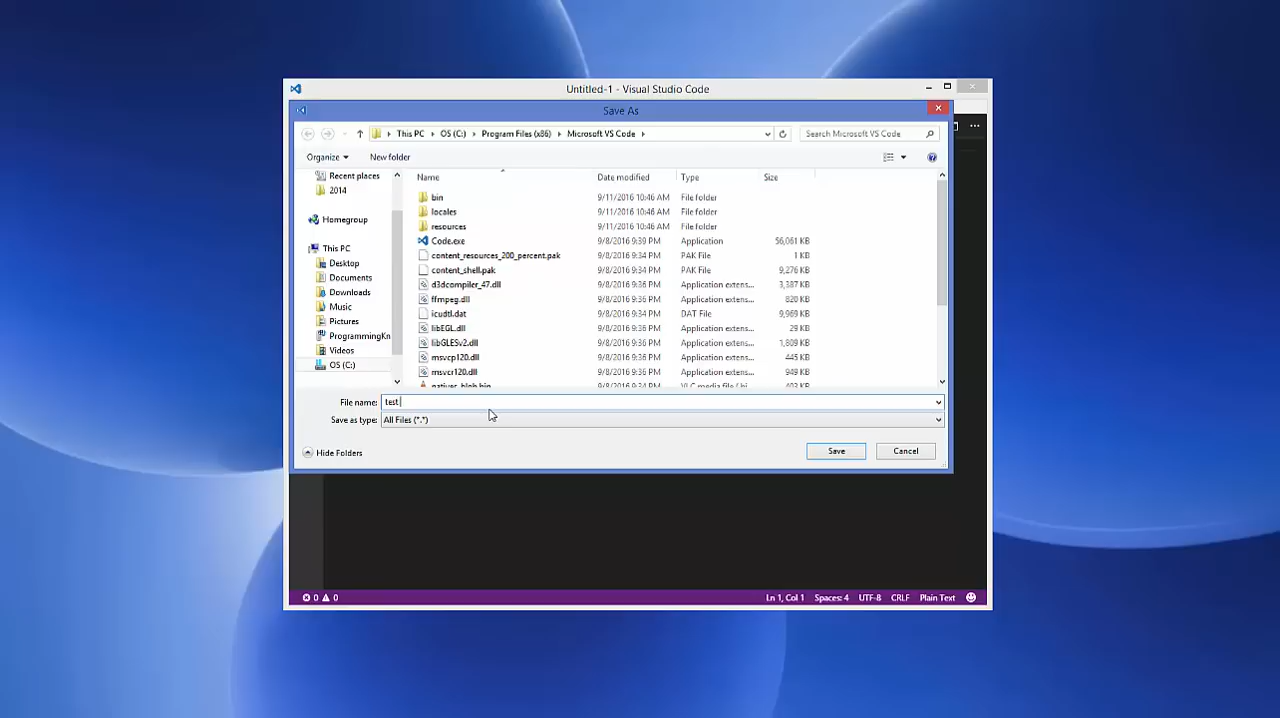 Untitled-1 - Visual Studio Code
Save As
This PC OS (C:) Program Files (x86) Microsoft VS Code
Search Microsoft VS Code
Organize New folder
Name Date modified Type Size
Recent places
2014
Homegroup
This PC
Desktop
Documents
Downloads
Music
Pictures
ProgrammingKn
Videos
OS (C:)
bin 9/11/2016 10:46 AM File folder
locales 9/11/2016 10:46 AM File folder
resources 9/11/2016 10:46 AM File folder
Code.exe 9/8/2016 9:39 PM Application 56,061 KB
content_resources_200_percent.pak 9/8/2016 9:34 PM PAK File 1 KB
content_shell.pak 9/8/2016 9:34 PM PAK File 9,276 KB
d3dcompiler_47.dll 9/8/2016 9:34 PM Application extens... 3,387 KB
ffmpeg.dll 9/8/2016 9:34 PM Application extens... 820 KB
icudtl.dat 9/8/2016 9:34 PM DAT File 9,969 KB
libEGL.dll 9/8/2016 9:36 PM Application extens... 29 KB
libGLESv2.dll 9/8/2016 9:36 PM Application extens... 1,809 KB
msvcp120.dll 9/8/2016 9:34 PM Application extens... 445 KB
msvcr120.dll 9/8/2016 9:34 PM Application extens... 949 KB
File name: test
Save as type: All Files (*.*)
Hide Folders
Save Cancel
0 0
Ln 1, Col 1 Spaces: 4 UTF-8 CRLF Plain Text